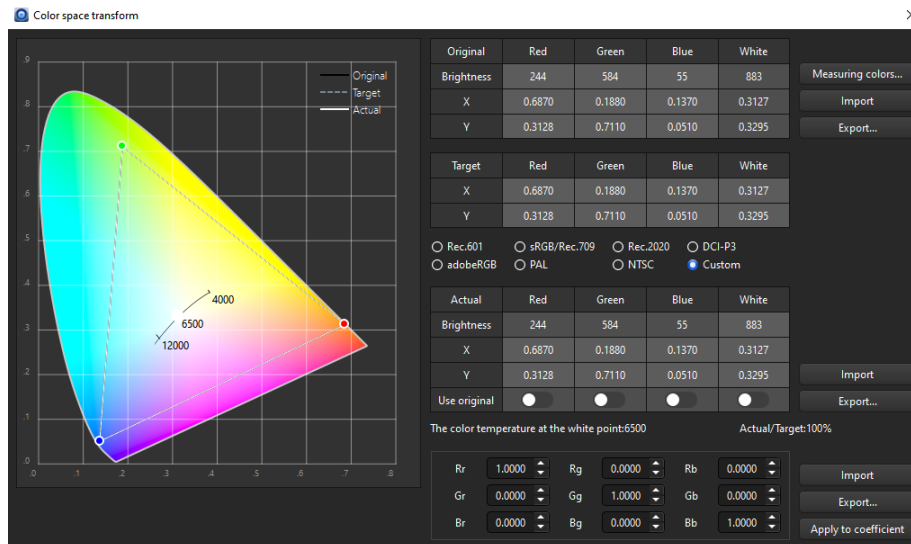 Color space transform
.9
.8
.7
.6
.5
.4
.3
.2
.1
.0
.0 .1 .2 .3 .4 .5 .6 .7 .8
Original
Target
Actual
4000
6500
12000
Original Red Green Blue White
Brightness 244 584 55 883
X 0.6870 0.1880 0.1370 0.3127
Y 0.3128 0.7110 0.0510 0.3295
Measuring colors...
Import
Export...
Target Red Green Blue White
X 0.6870 0.1880 0.1370 0.3127
Y 0.3128 0.7110 0.0510 0.3295
Rec.601 sRGB/Rec.709 Rec.2020 DCI-P3
adobeRGB PAL NTSC Custom
Actual Red Green Blue White
Brightness 244 584 55 883
X 0.6870 0.1880 0.1370 0.3127
Y 0.3128 0.7110 0.0510 0.3295
Use original
Import
Export...
The color temperature at the white point:6500 Actual/Target:100%
Rr 1.0000 Rg 0.0000 Rb 0.0000
Gr 0.0000 Gg 1.0000 Gb 0.0000
Br 0.0000 Bg 0.0000 Bb 1.0000
Import
Export...
Apply to coefficient